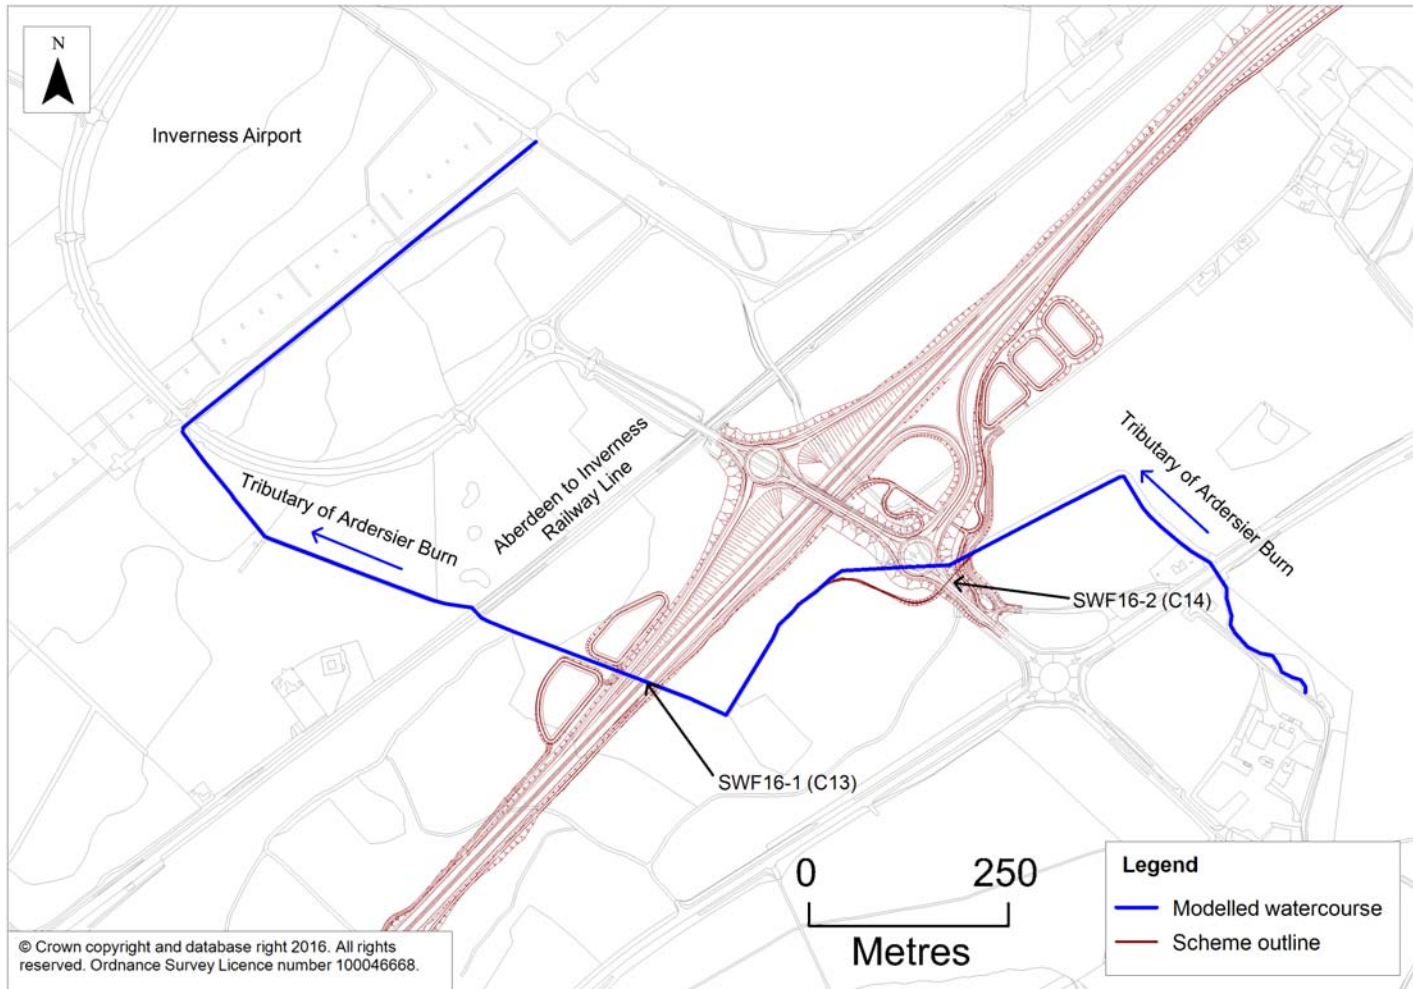 N
Inverness Airport
Tributary of Ardersier Burn
Aberdeen to Inverness
Railway Line
Tributary of Ardersier Burn
SWF16-2 (C14)
SWF16-1 (C13)
0 250
Metres
Legend
Modelled watercourse
Scheme outline
© Crown copyright and database right 2016. All rights
reserved. Ordnance Survey Licence number 100046668.